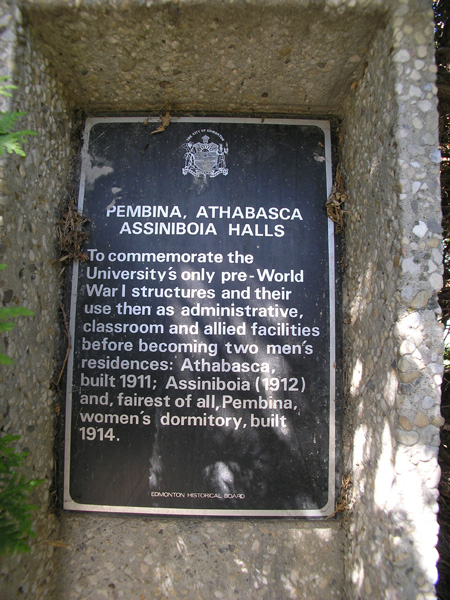 THE CITY OF EDMONTON
PEMBINA, ATHABASCA
ASSINIBOIA HALLS
To commemorate the
University's only pre-World
War I structures and their
use then as administrative,
classroom and allied facilities
before becoming two men's
residences: Athabasca,
built 1911; Assiniboia (1912)
and, fairest of all, Pembina,
women's dormitory, built
1914.
EDMONTON HISTORICAL BOARD